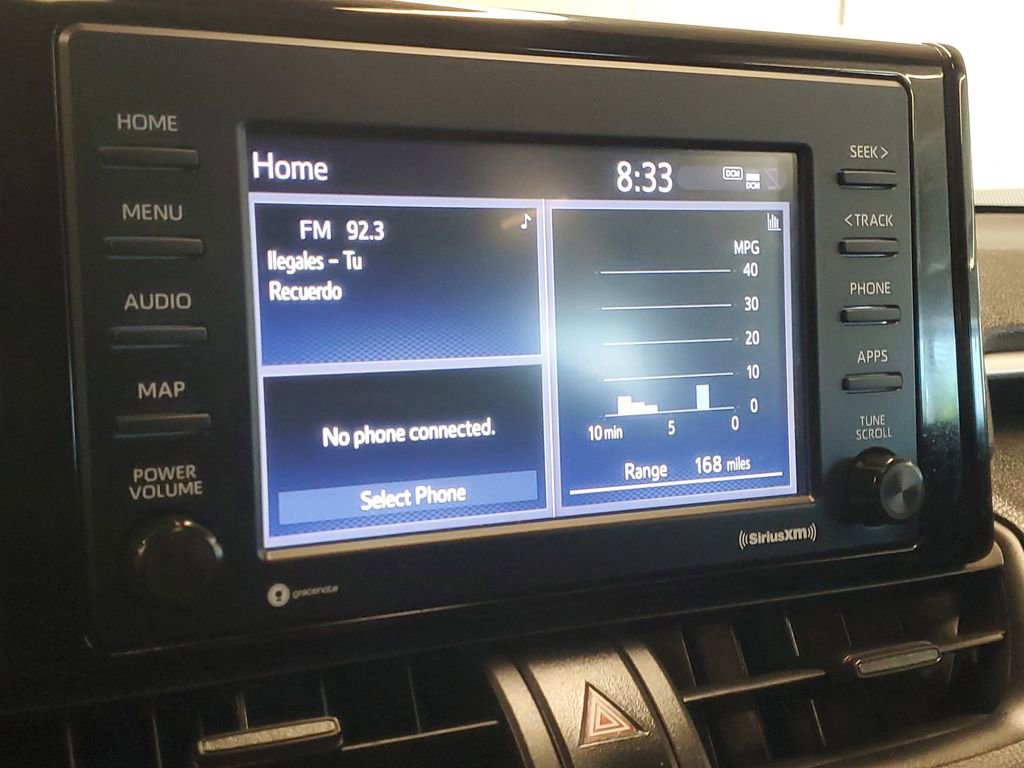 HOME
MENU
AUDIO
MAP
POWER
VOLUME
Home
8:33
DCM
DCM
FM 92.3
Ilegales - Tu
Recuerdo
No phone connected.
Select Phone
MPG
40
30
20
10
0
10 min 5 0
Range 168 miles
SEEK>
<TRACK
PHONE
APPS
TUNE
SCROLL
gracenote
((SiriusXM))